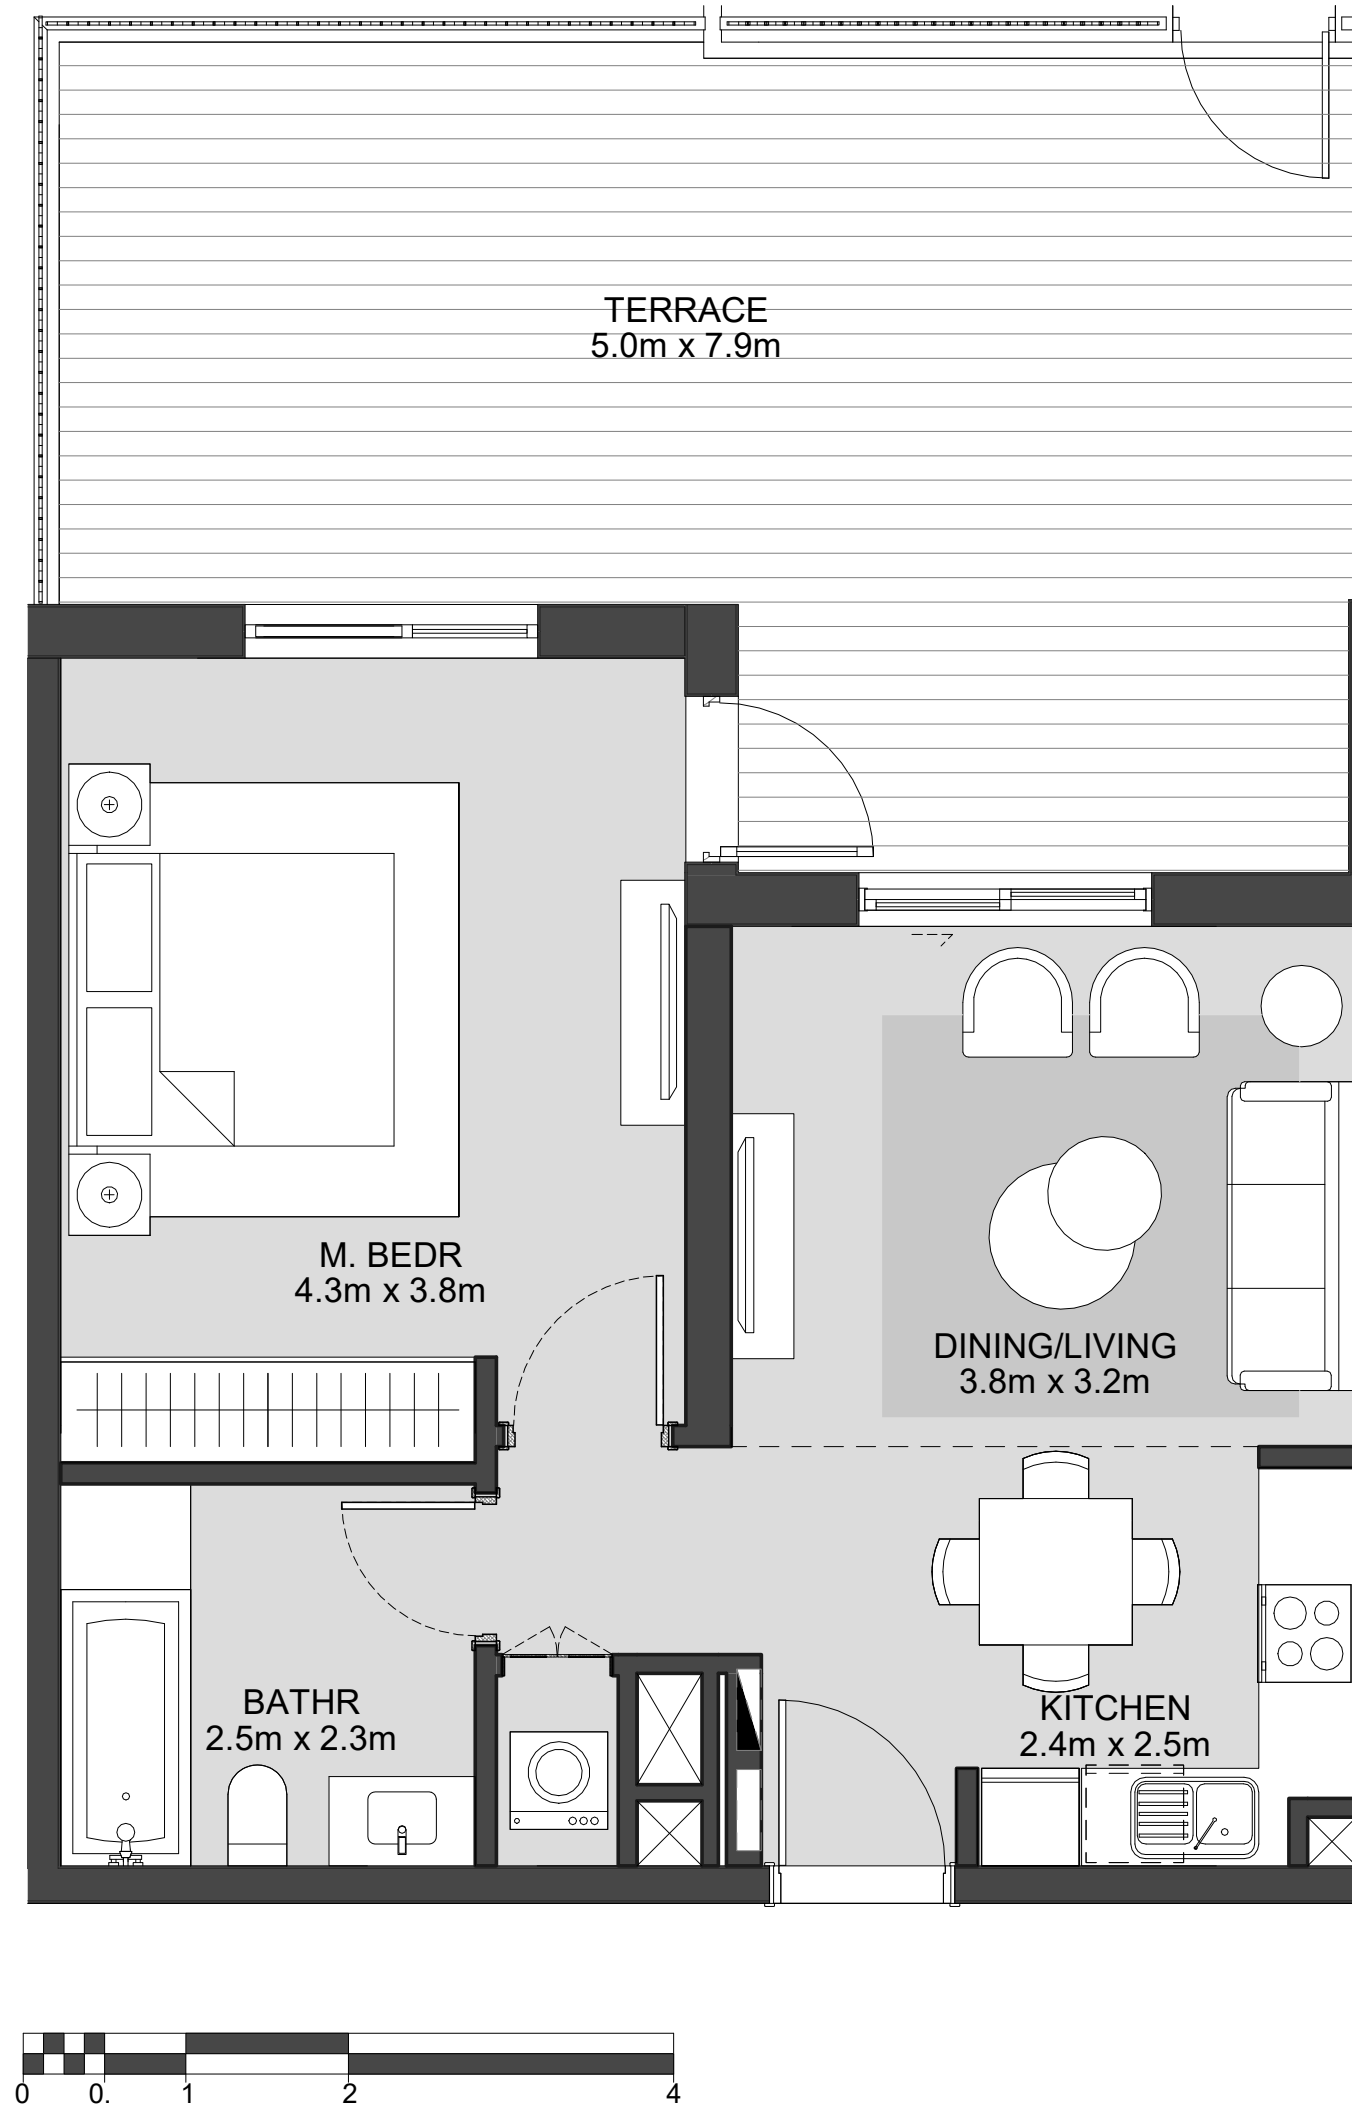 TERRACE
5.0m x 7.9m
M. BEDR
4.3m x 3.8m
DINING/LIVING
3.8m x 3.2m
BATHR
2.5m x 2.3m
KITCHEN
2.4m x 2.5m
0 0. 1 2 4